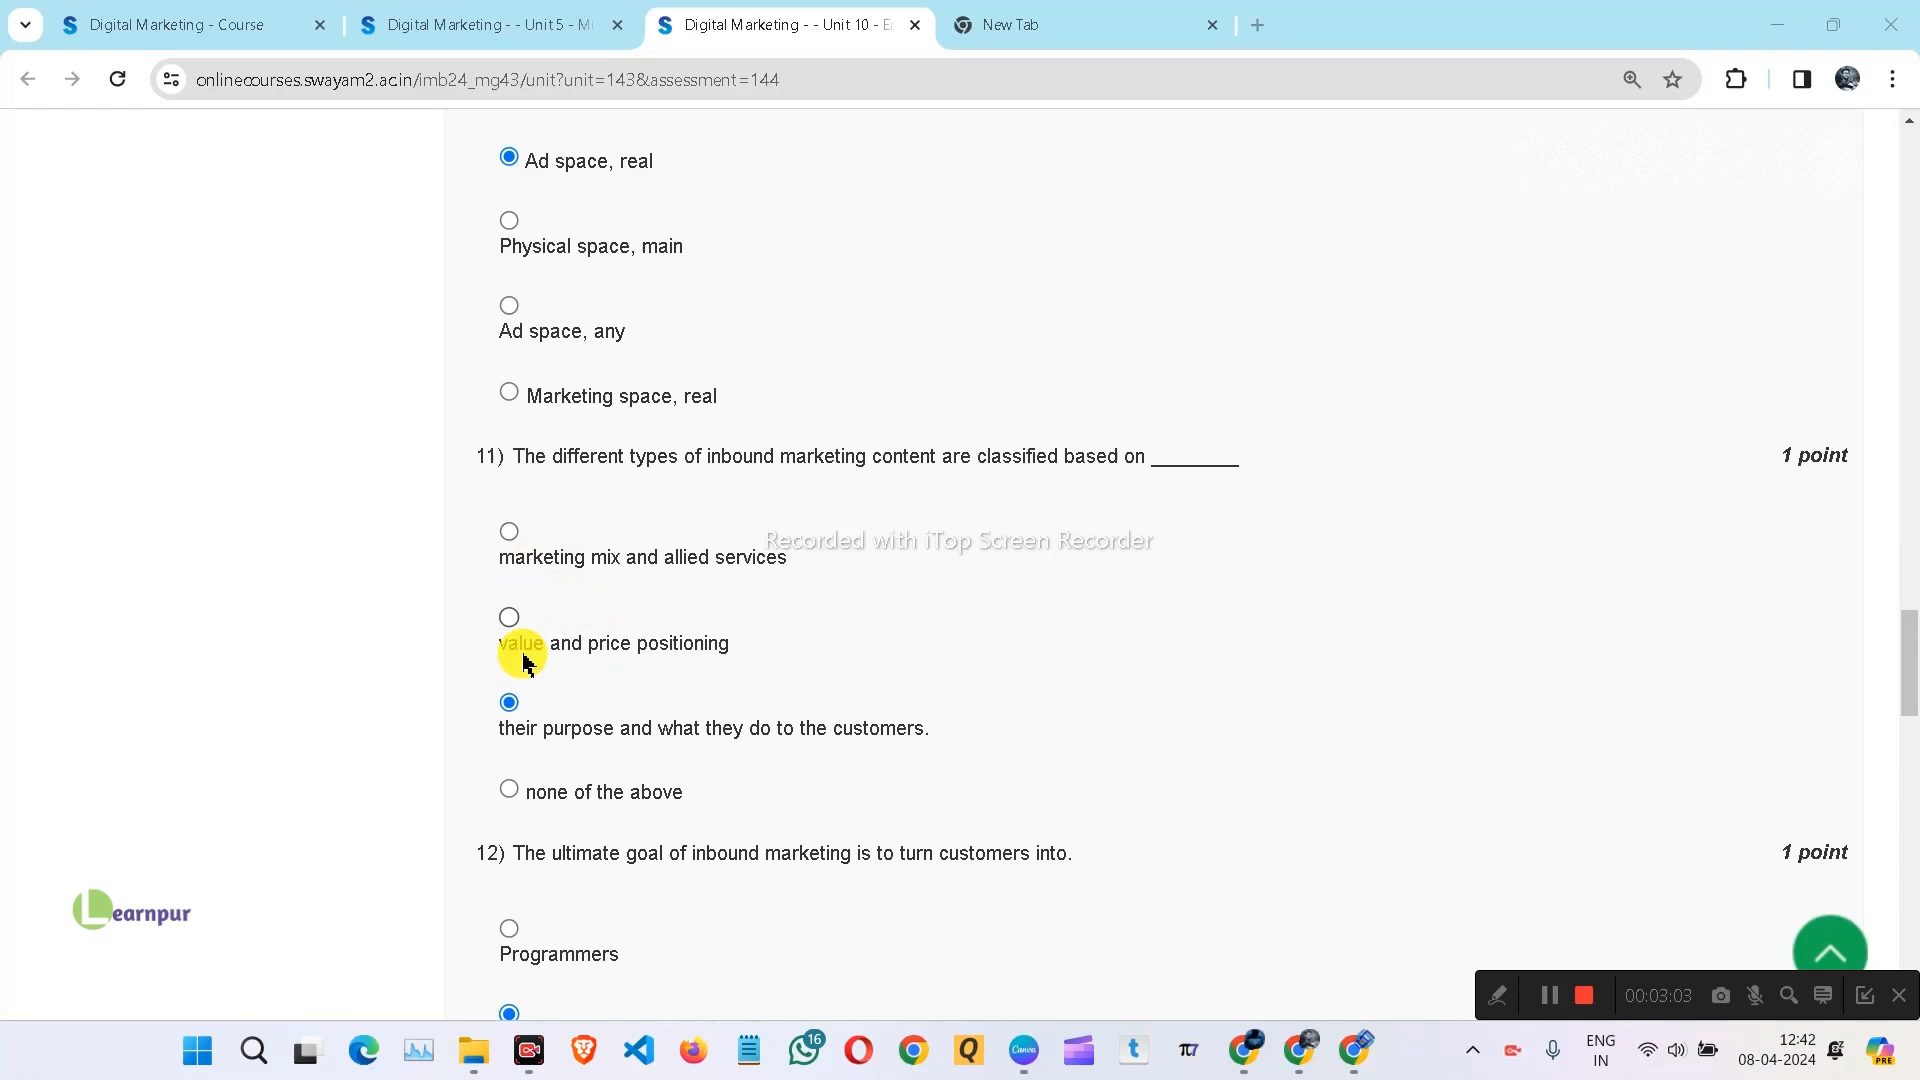 Digital Marketing - Course
Digital Marketing - - Unit 5 - Mi
Digital Marketing - - Unit 10 - E
New Tab
onlinecourses.swayam2.ac.in/imb24_mg43/unit?unit=143&assessment=144
Ad space, real
Physical space, main
Ad space, any
Marketing space, real
11) The different types of inbound marketing content are classified based on ________
1 point
Recorded with iTop Screen Recorder
marketing mix and allied services
value and price positioning
their purpose and what they do to the customers.
none of the above
12) The ultimate goal of inbound marketing is to turn customers into.
1 point
Programmers
Learnpur
00:03:03
16
Canva
ENG
IN
12:42
08-04-2024
PRE